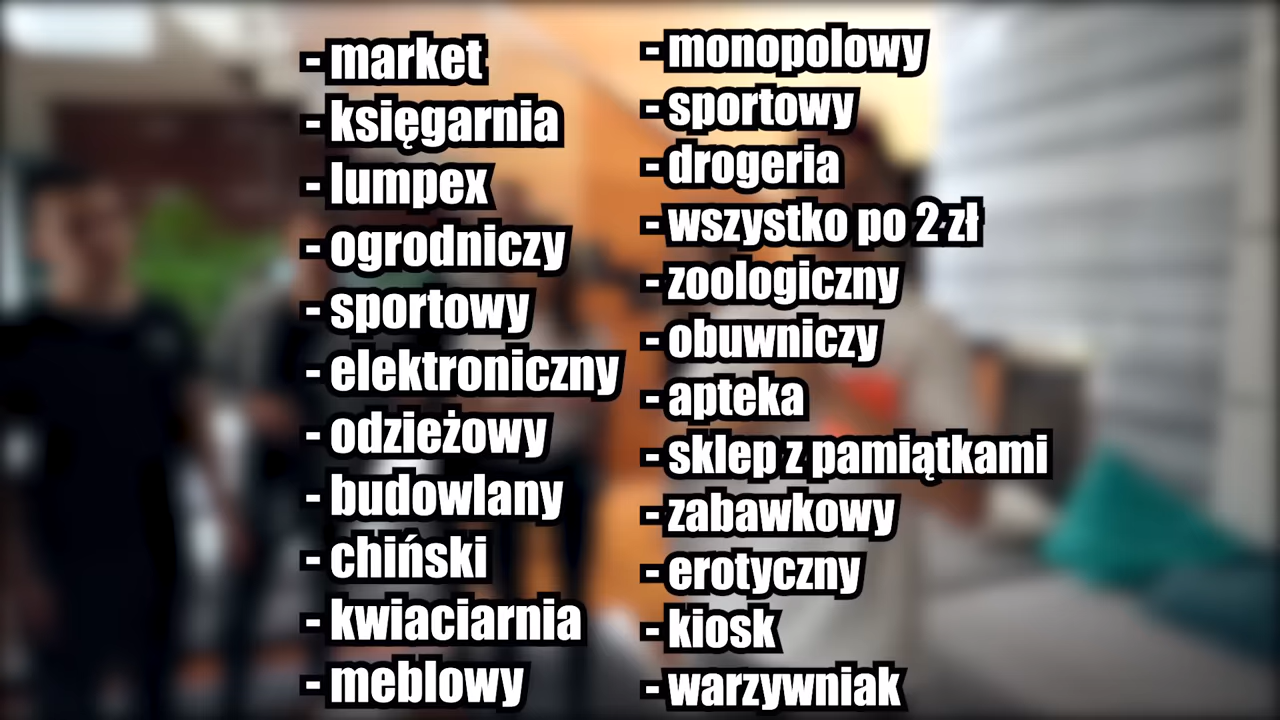 - market
- księgarnia
- lumpex
- ogrodniczy
- sportowy
- elektroniczny
- odzieżowy
- budowlany
- chiński
- kwiaciarnia
- meblowy
- monopolowy
- sportowy
- drogeria
- wszystko po 2 zł
- zoologiczny
- obuwniczy
- apteka
- sklep z pamiątkami
- zabawkowy
- erotyczny
- kiosk
- warzywniak